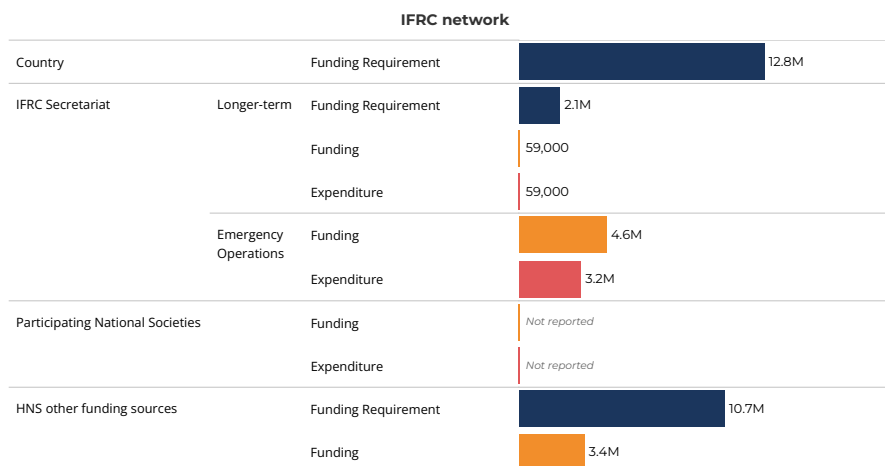 IFRC network
Country Funding Requirement 12.8M
IFRC Secretariat Longer-term Funding Requirement 2.1M
Funding 59,000
Expenditure 59,000
Emergency Operations Funding 4.6M
Expenditure 3.2M
Participating National Societies Funding Not reported
Expenditure Not reported
HNS other funding sources Funding Requirement 10.7M
Funding 3.4M